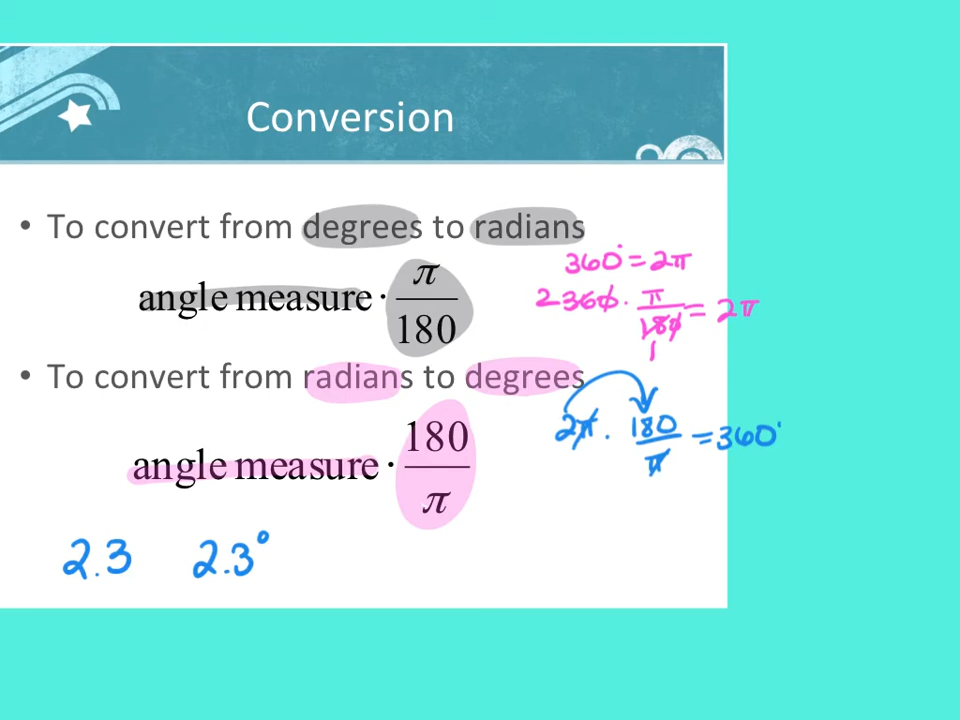 Conversion
• To convert from degrees to radians
angle measure · π/180
360° = 2π
2 360 · π/180 = 2π
1
• To convert from radians to degrees
angle measure · 180/π
2π · 180/π = 360°
2.3 2.3°